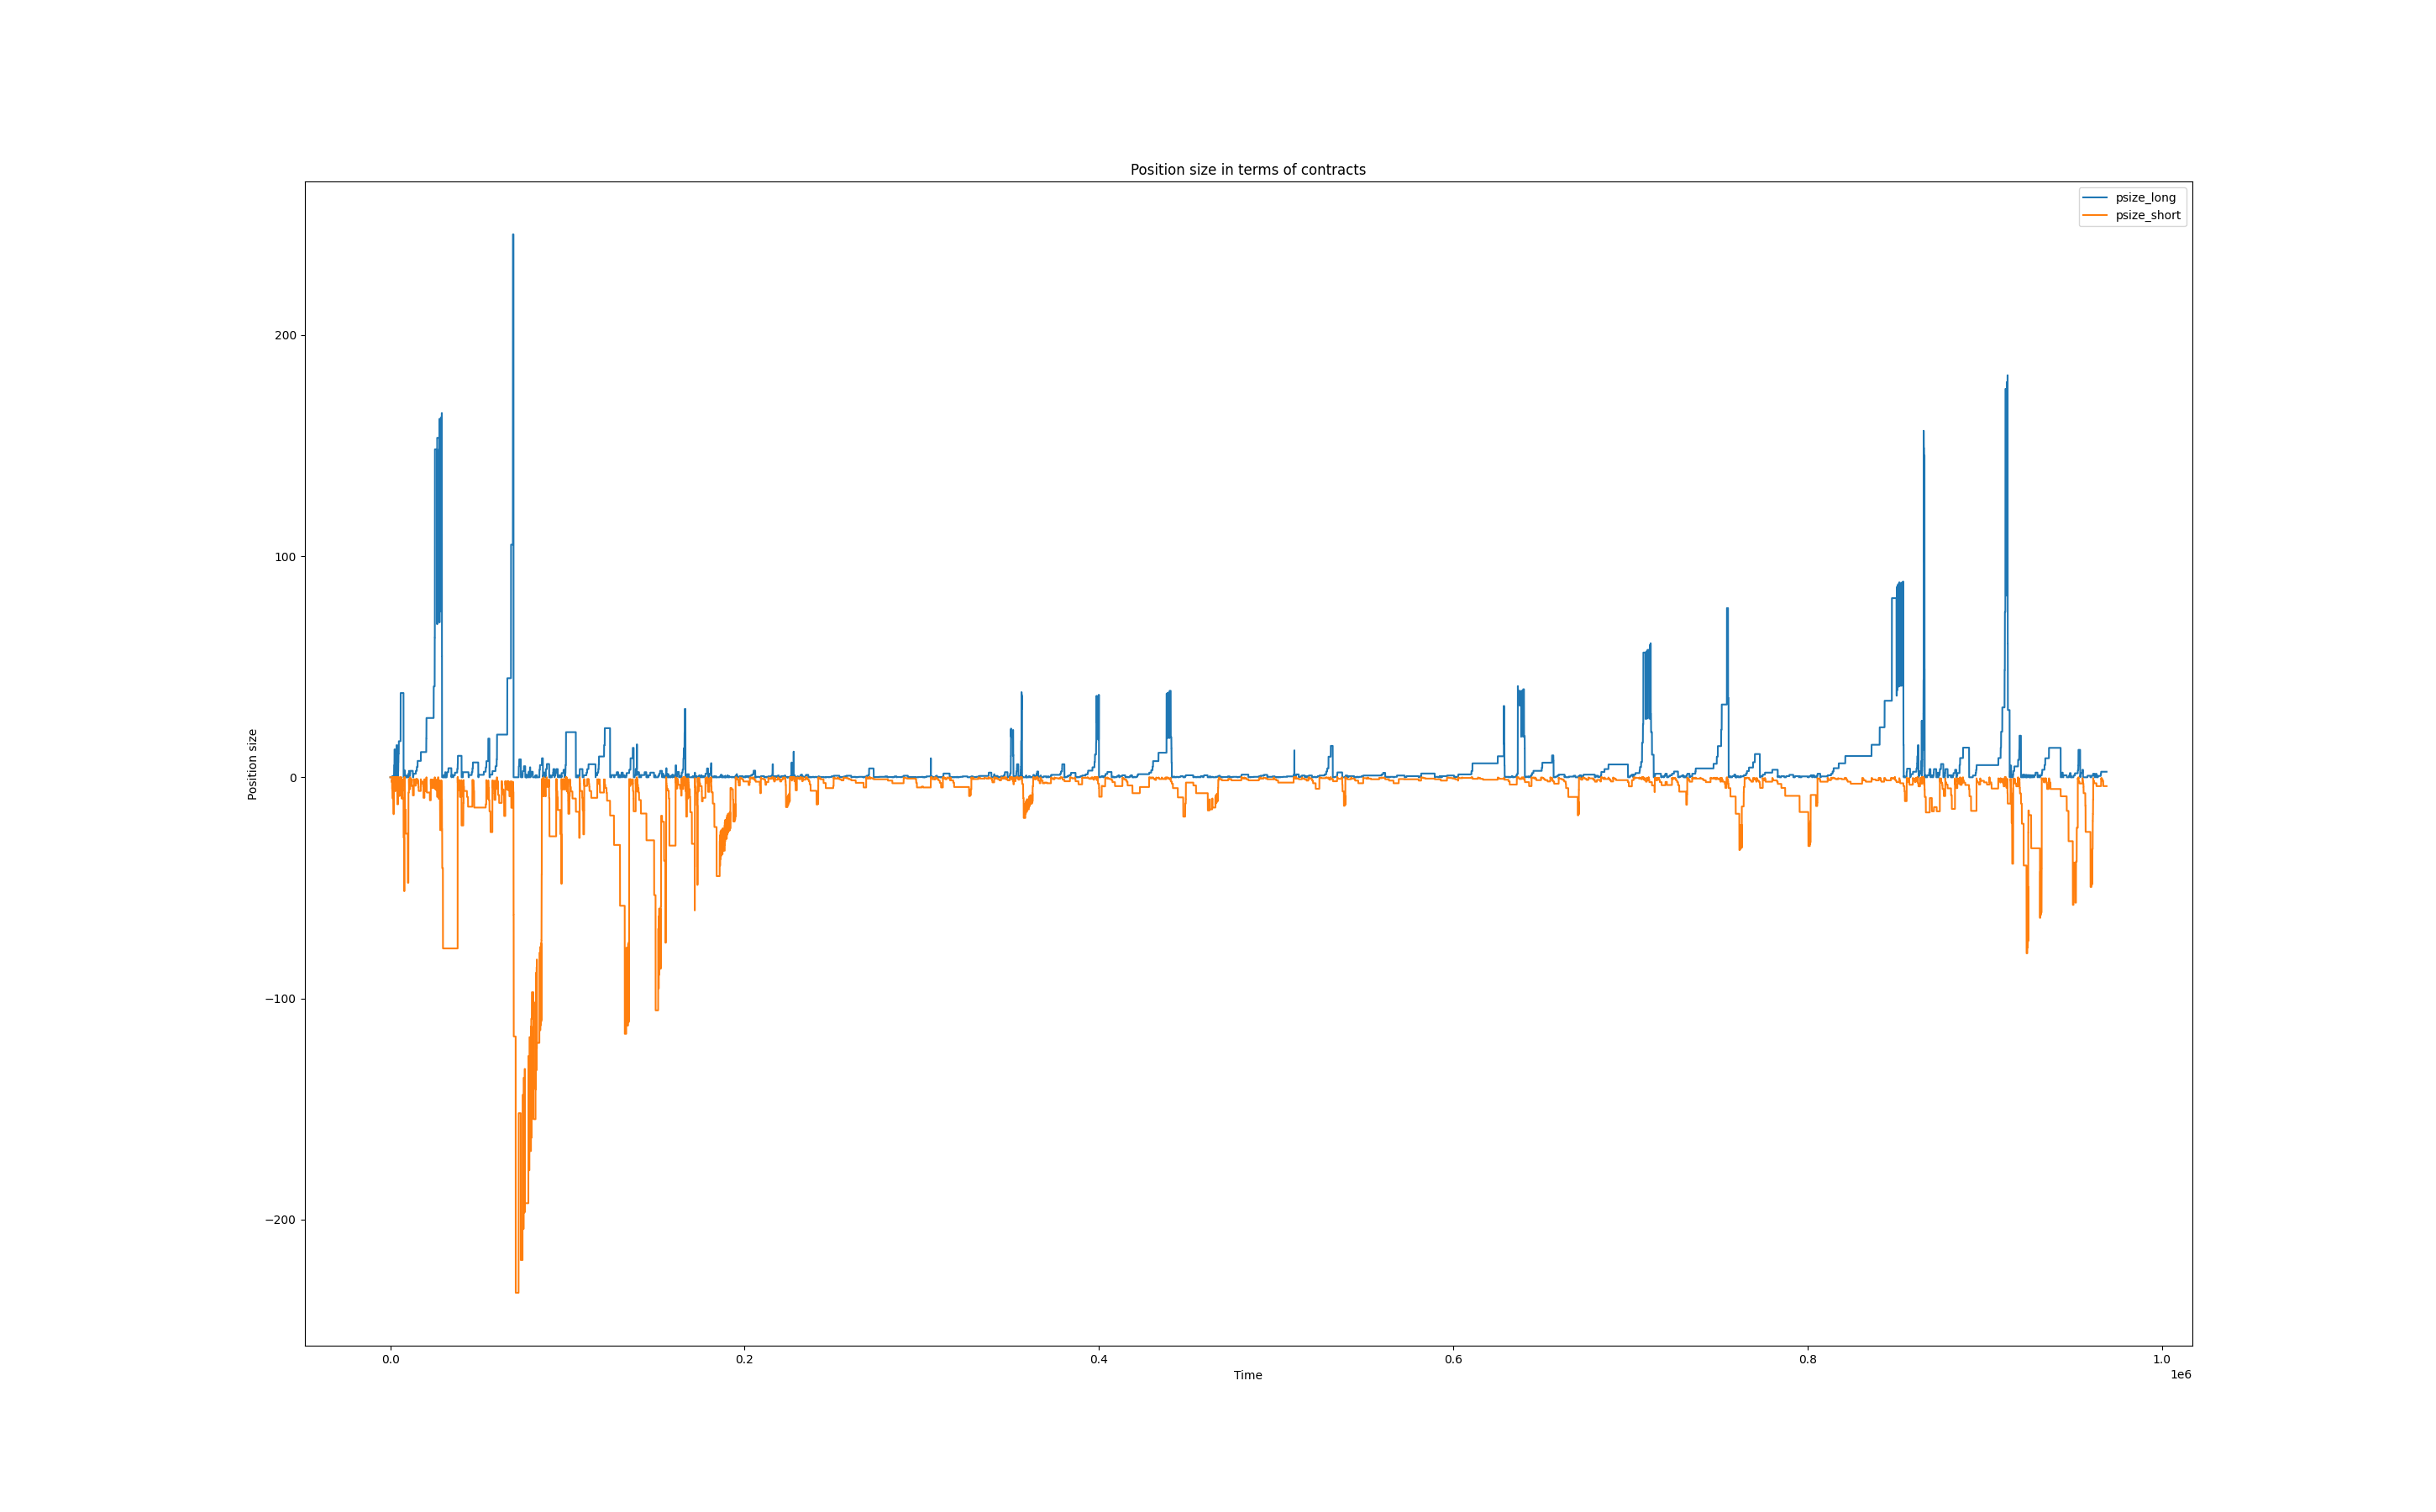 Position size in terms of contracts
psize_long
psize_short
Position size
200
100
0
−100
−200
0.0 0.2 0.4 0.6 0.8 1.0
1e6
Time